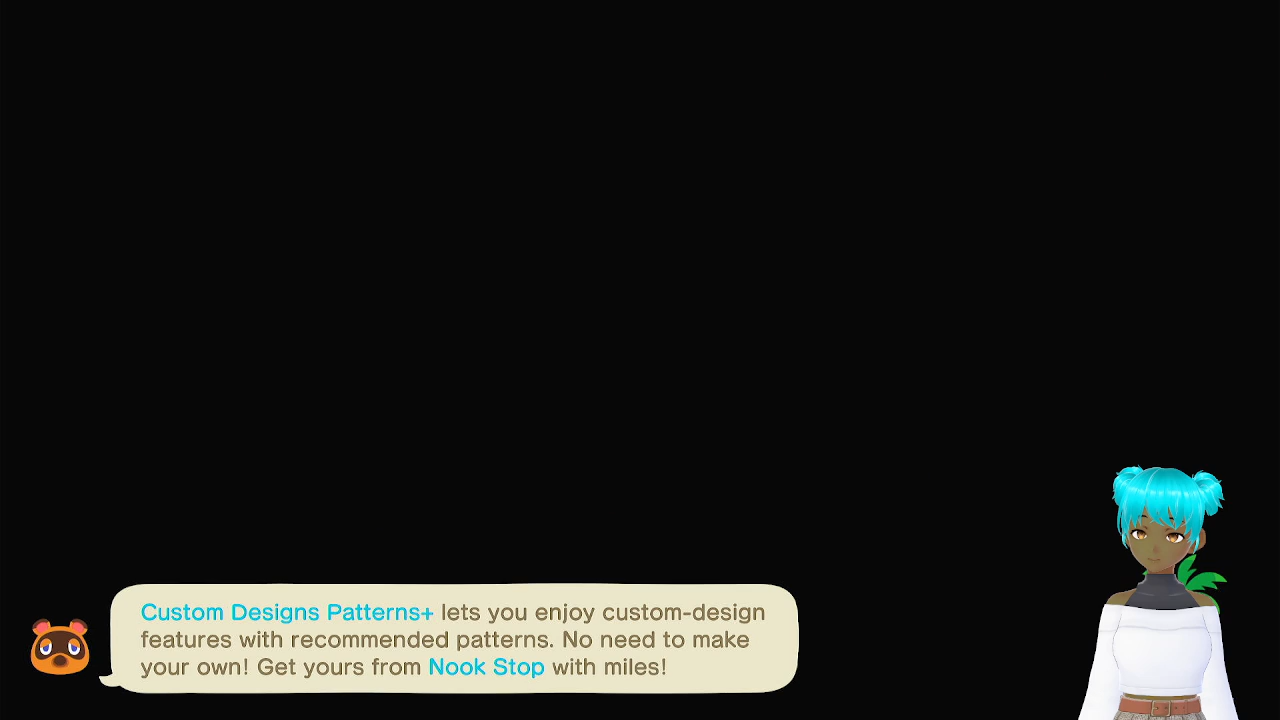 Custom Designs Patterns+ lets you enjoy custom-design
features with recommended patterns. No need to make
your own! Get yours from Nook Stop with miles!